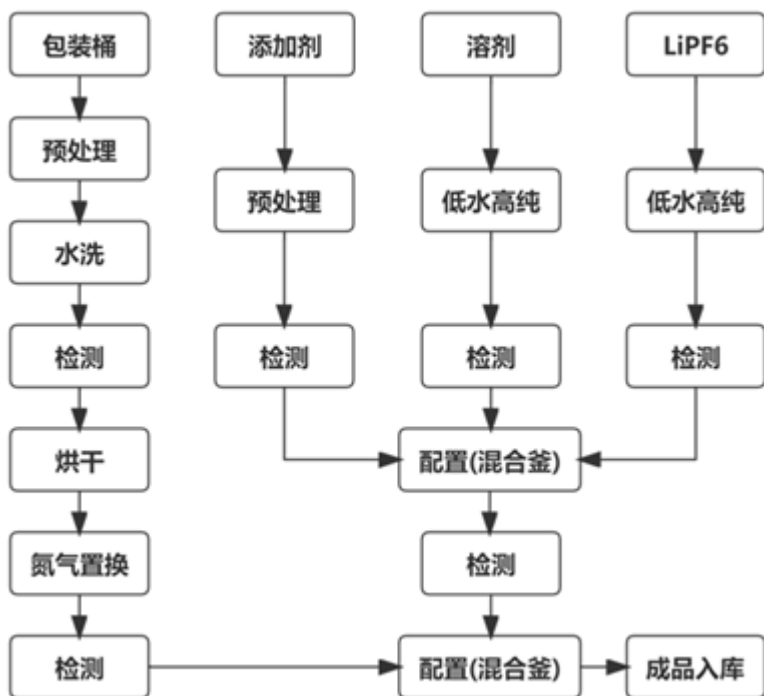 包装桶
添加剂
溶剂
LiPF6
预处理
预处理
低水高纯
低水高纯
水洗
检测
检测
检测
检测
烘干
配置(混合釜)
氮气置换
检测
检测
配置(混合釜)
成品入库